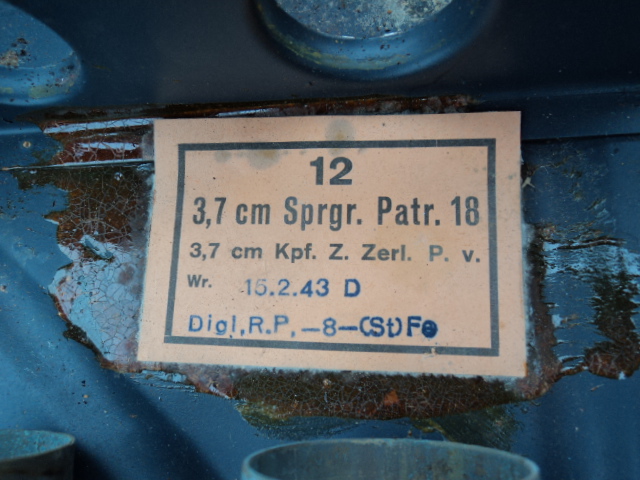 12
3,7 cm Sprgr. Patr. 18
3,7 cm Kpf. Z. Zerl. P. v.
Wr. 15.2.43 D
Digl,R.P.-8-(St)Fe